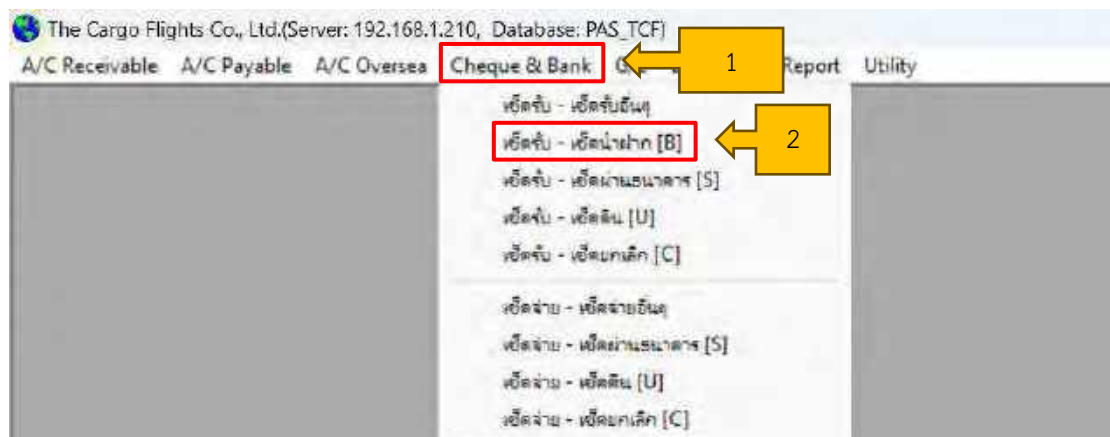 The Cargo Flights Co., Ltd.(Server: 192.168.1.210, Database: PAS_TCF)
A/C Receivable A/C Payable A/C Oversea Cheque & Bank Report Utility
1
เช็ครับ - เช็ครับอื่นๆ
เช็ครับ - เช็คนำฝาก [B]
2
เช็ครับ - เช็คผ่านธนาคาร [S]
เช็ครับ - เช็คคืน [U]
เช็ครับ - เช็คยกเลิก [C]
เช็คจ่าย - เช็คจ่ายอื่นๆ
เช็คจ่าย - เช็คผ่านธนาคาร [S]
เช็คจ่าย - เช็คคืน [U]
เช็คจ่าย - เช็คยกเลิก [C]